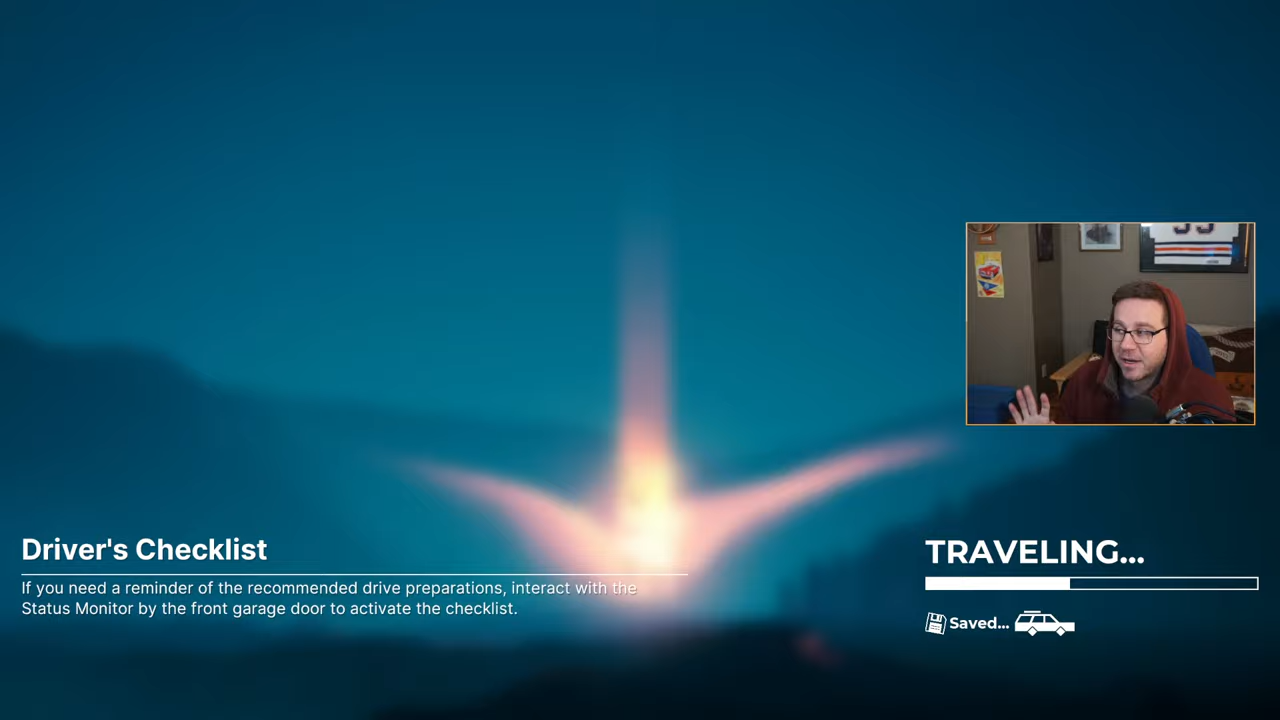 Driver's Checklist
If you need a reminder of the recommended drive preparations, interact with the
Status Monitor by the front garage door to activate the checklist.
TRAVELING...
Saved...